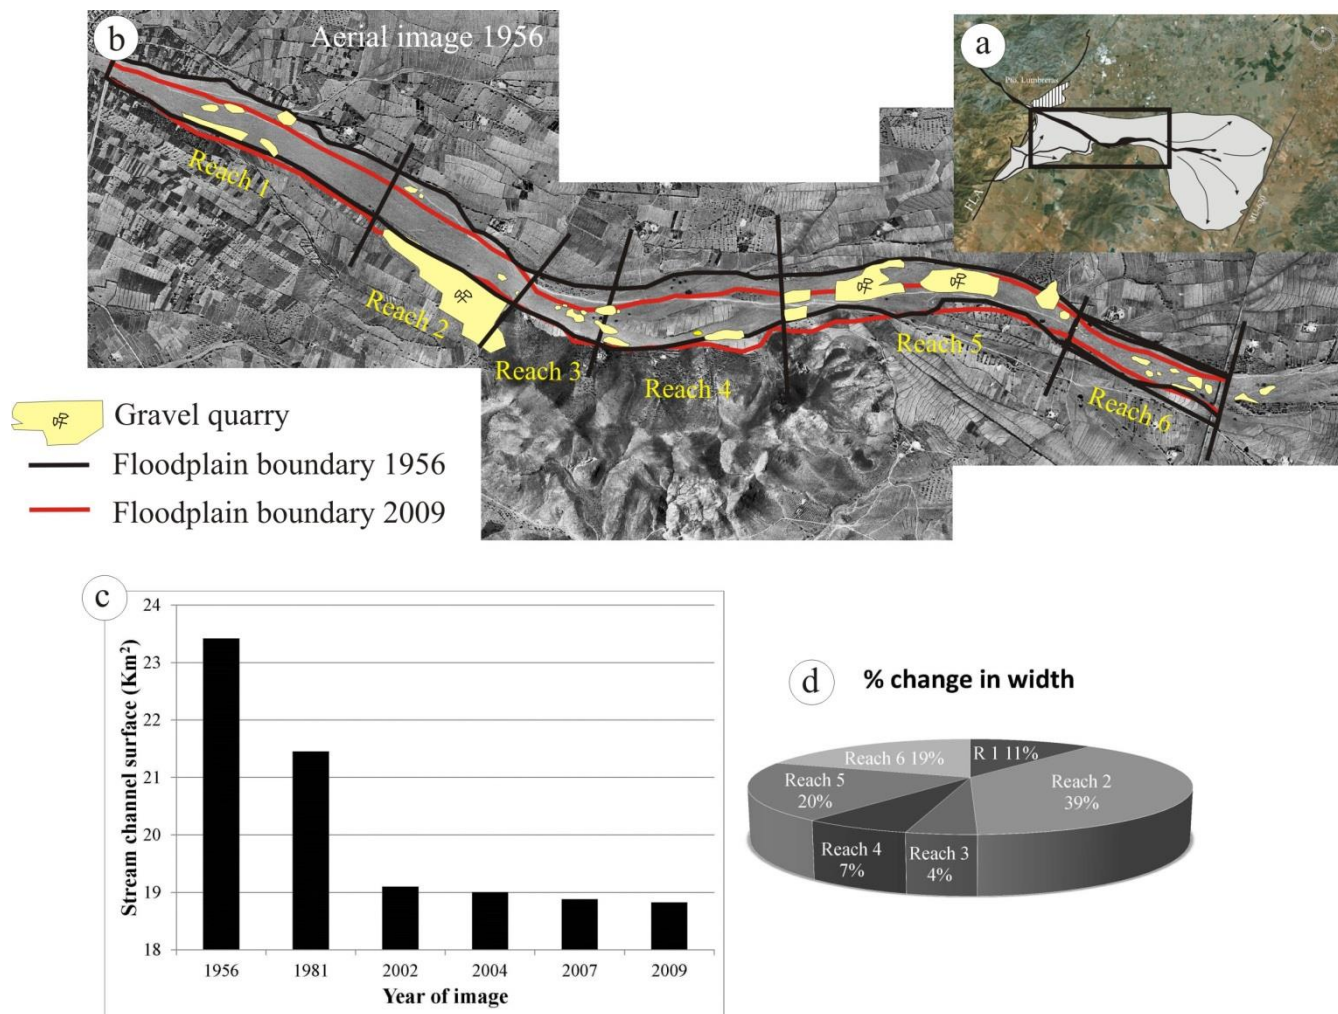 b
Aerial image 1956
a
Pto. Lumbreras
FLA
Reach 1
Reach 2
Reach 3
Reach 4
Reach 5
Reach 6
Gravel quarry
Floodplain boundary 1956
Floodplain boundary 2009
c
Stream channel surface (Km²)
24
23
22
21
20
19
18
1956 1981 2002 2004 2007 2009
Year of image
d
% change in width
R 1 11%
Reach 2
39%
Reach 3
4%
Reach 4
7%
Reach 5
20%
Reach 6 19%